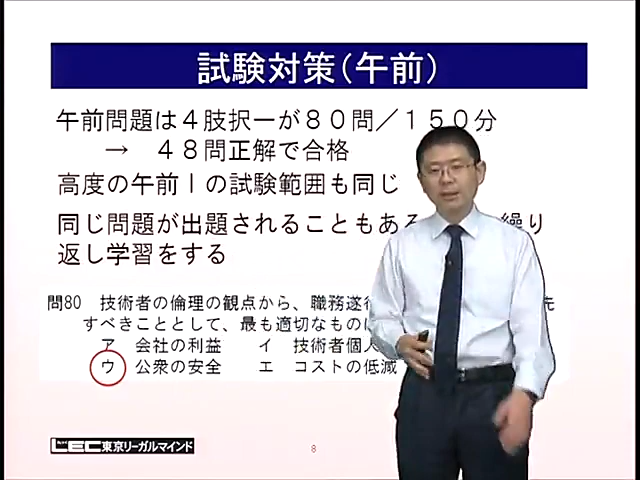 試験対策(午前)
午前問題は4肢択一が80問/150分
→ 48問正解で合格
高度の午前Ⅰの試験範囲も同じ
同じ問題が出題されることもある 繰り
返し学習をする
問80 技術者の倫理の観点から、職務遂 先
すべきこととして、最も適切なものは
ア 会社の利益 イ 技術者個人
ウ 公衆の安全 エ コストの低減
LEC東京リーガルマインド
8